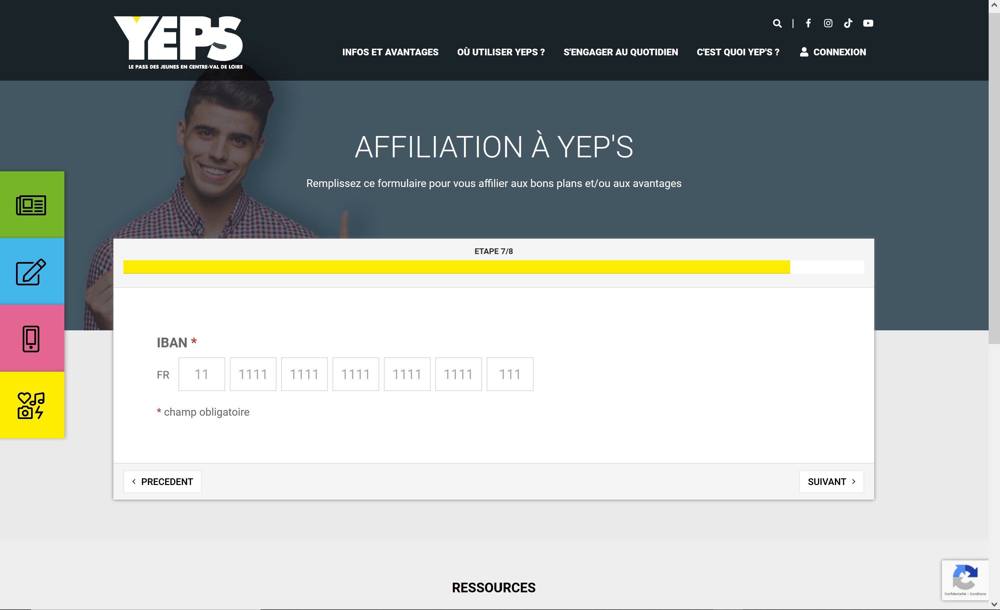 YEP'S
LE PASS DES JEUNES EN CENTRE-VAL DE LOIRE
INFOS ET AVANTAGES
OÙ UTILISER YEPS ?
S'ENGAGER AU QUOTIDIEN
C'EST QUOI YEP'S ?
CONNEXION
AFFILIATION À YEP'S
Remplissez ce formulaire pour vous affilier aux bons plans et/ou aux avantages
ETAPE 7/8
IBAN *
FR 11 1111 1111 1111 1111 1111 111
* champ obligatoire
PRECEDENT
SUIVANT
RESSOURCES
Confidentialité - Conditions